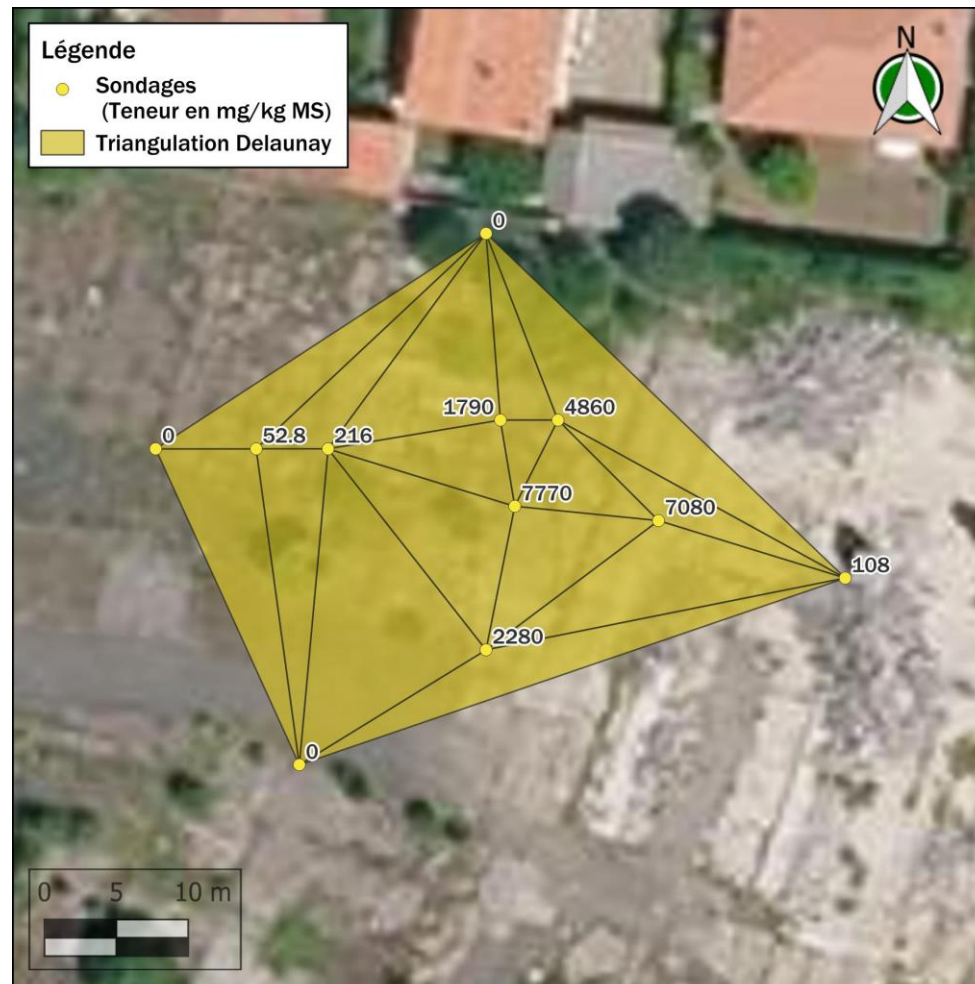 Légende
Sondages
(Teneur en mg/kg MS)
Triangulation Delaunay
N
0
1790
4860
0
52.8
216
7770
7080
108
2280
0
0 5 10 m